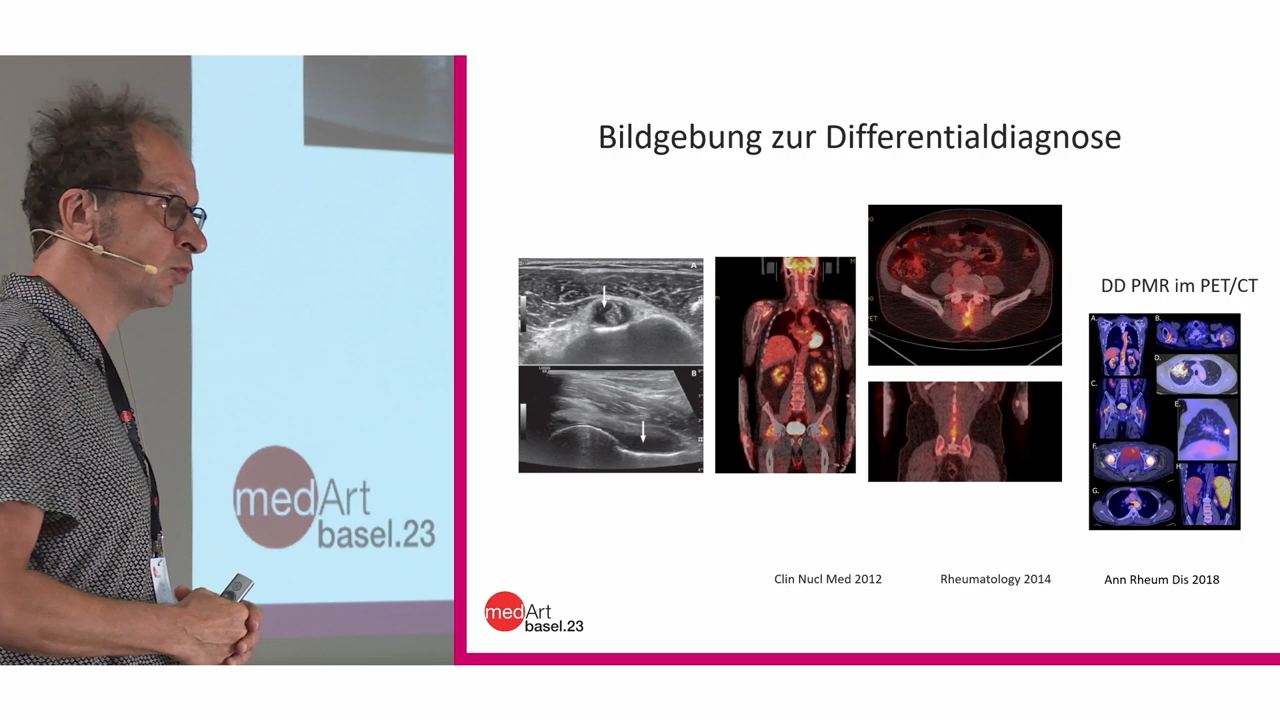 Bildgebung zur Differentialdiagnose
DD PMR im PET/CT
A
B
A.
B.
C.
D.
E.
F.
G.
H.
Clin Nucl Med 2012
Rheumatology 2014
Ann Rheum Dis 2018
medArt
basel.23
medArt
basel.23